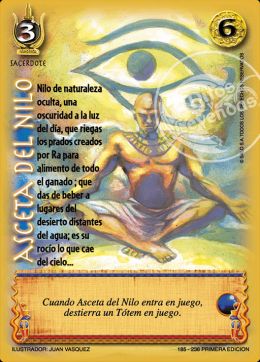 3
6
SACERDOTE
ASCETA DEL NILO
Nilo de naturaleza
oculta, una
oscuridad a la luz
del día, que riegas
los prados creados
por Ra para
alimento de todo
el ganado ; que
das de beber a
lugares del
desierto distantes
del agua; es su
rocío lo que cae
del cielo...
Cuando Asceta del Nilo entra en juego,
destierra un Tótem en juego.
ILUSTRADOR: JUAN VASQUEZ
185 - 236 PRIMERA EDICION